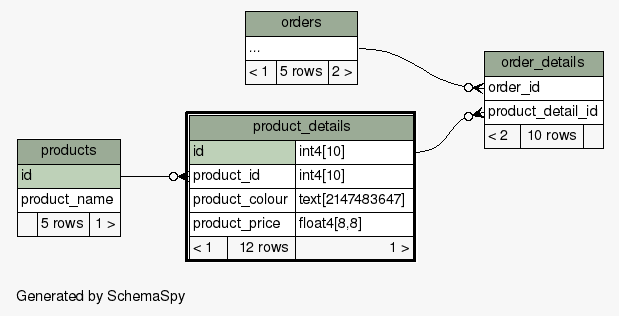 orders
...
< 1 5 rows 2 >
order_details
order_id
product_detail_id
< 2 10 rows
product_details
id int4[10]
product_id int4[10]
product_colour text[2147483647]
product_price float4[8,8]
< 1 12 rows 1 >
products
id
product_name
5 rows 1 >
Generated by SchemaSpy